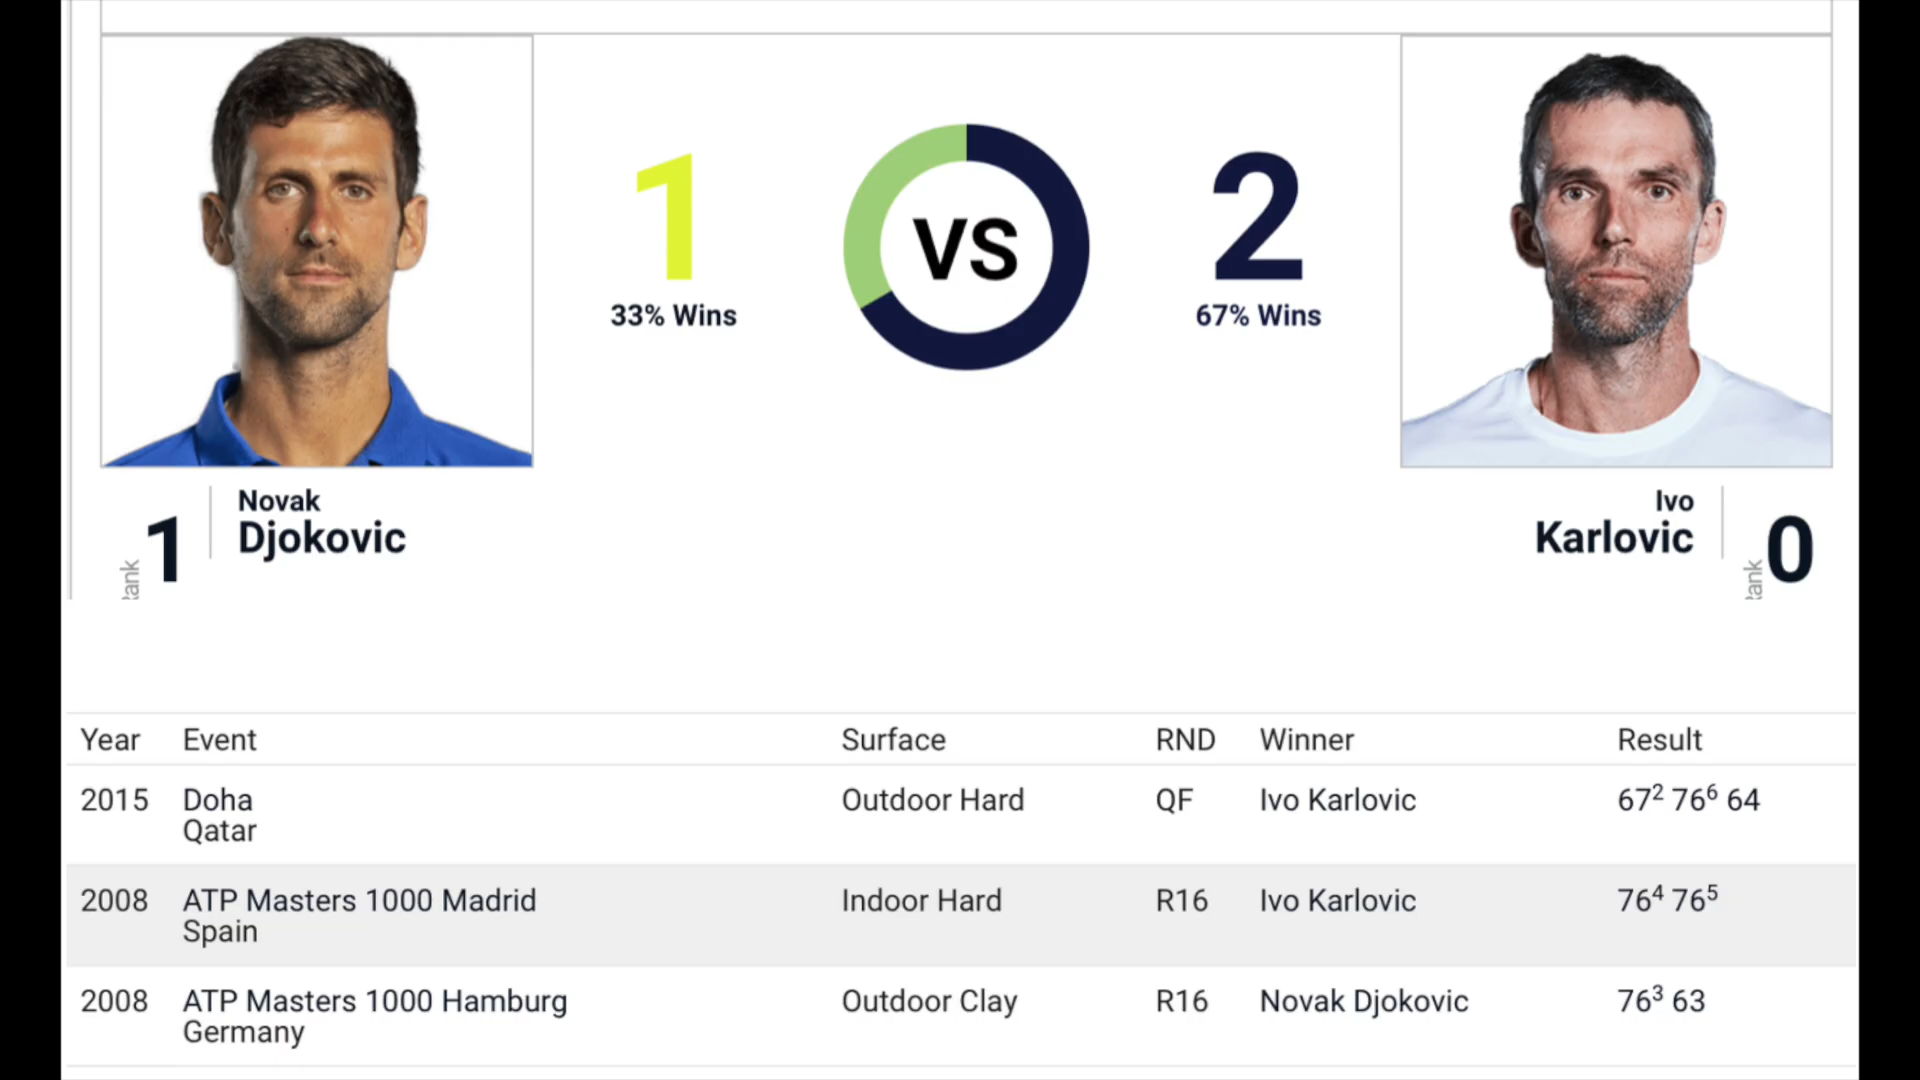 1
33% Wins
VS
2
67% Wins
1
Novak
Djokovic
Ivo
Karlovic
0
Year Event Surface RND Winner Result
2015 Doha Outdoor Hard QF Ivo Karlovic 67² 76⁶ 64
Qatar
2008 ATP Masters 1000 Madrid Indoor Hard R16 Ivo Karlovic 76⁴ 76⁵
Spain
2008 ATP Masters 1000 Hamburg Outdoor Clay R16 Novak Djokovic 76³ 63
Germany